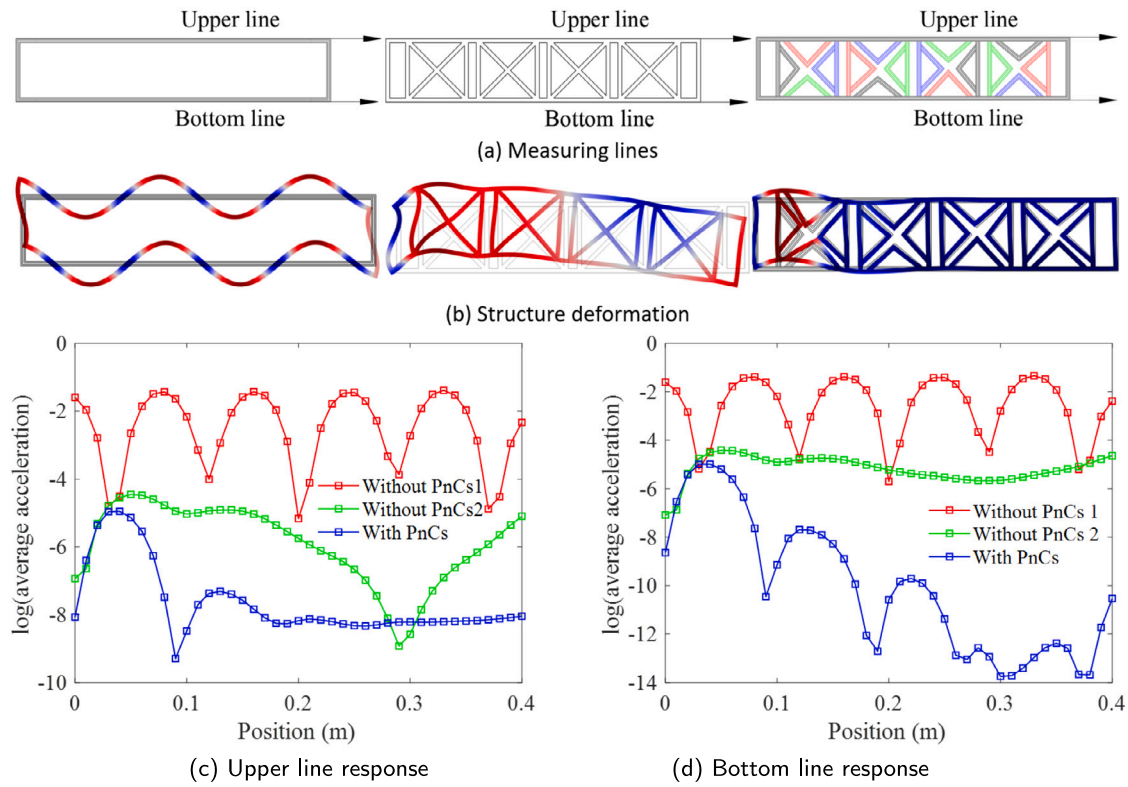 Upper line Upper line Upper line
Bottom line Bottom line Bottom line
(a) Measuring lines
(b) Structure deformation
log(average acceleration)
0
-2
-4
-6
-8
-10
Without PnCs1
Without PnCs2
With PnCs
0 0.1 0.2 0.3 0.4
Position (m)
(c) Upper line response
log(average acceleration)
0
-2
-4
-6
-8
-10
-12
-14
Without PnCs 1
Without PnCs 2
With PnCs
0 0.1 0.2 0.3 0.4
Position (m)
(d) Bottom line response